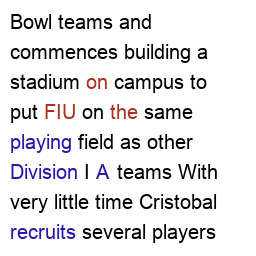 Bowl teams and
commences building a
stadium on campus to
put FIU on the same
playing field as other
Division I A teams With
very little time Cristobal
recruits several players